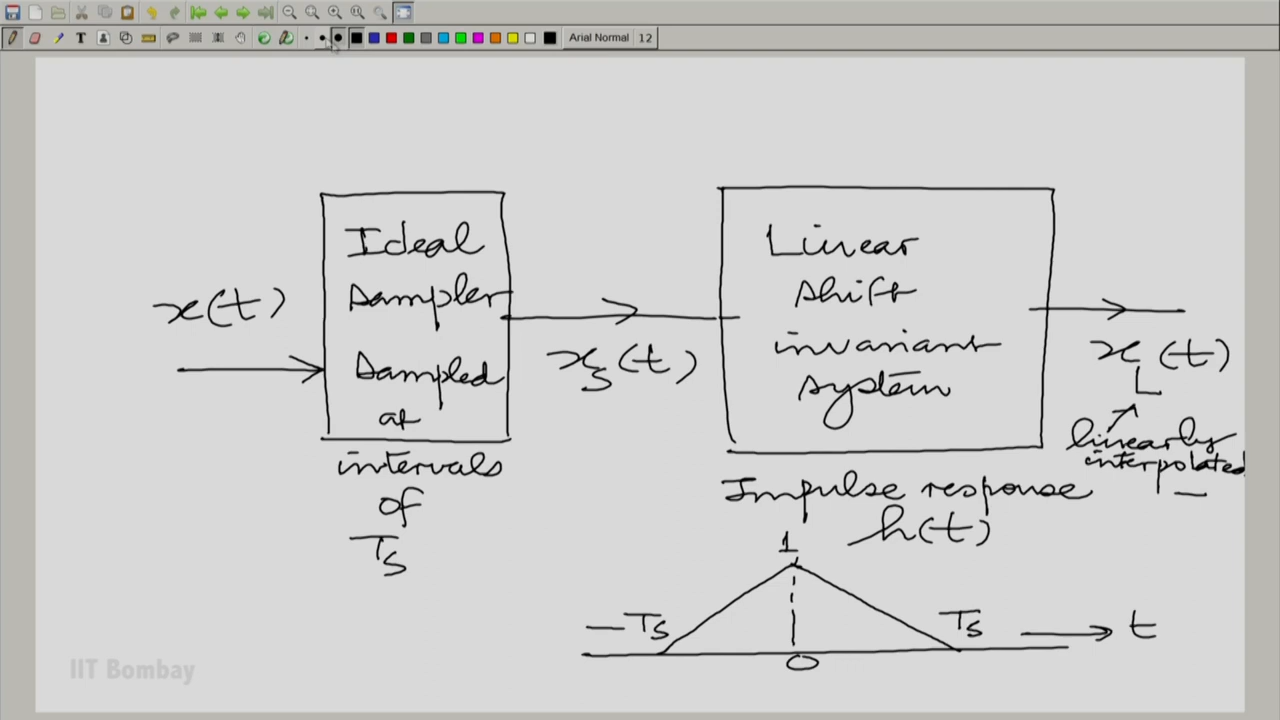 Arial Normal 12
x(t)
Ideal
Sampler
Sampled
at
intervals
of
Ts
xs(t)
Linear
shift
invariant
system
xL(t)
linearly
interpolated
Impulse response
h(t)
1
-Ts
Ts
t
0
IIT Bombay